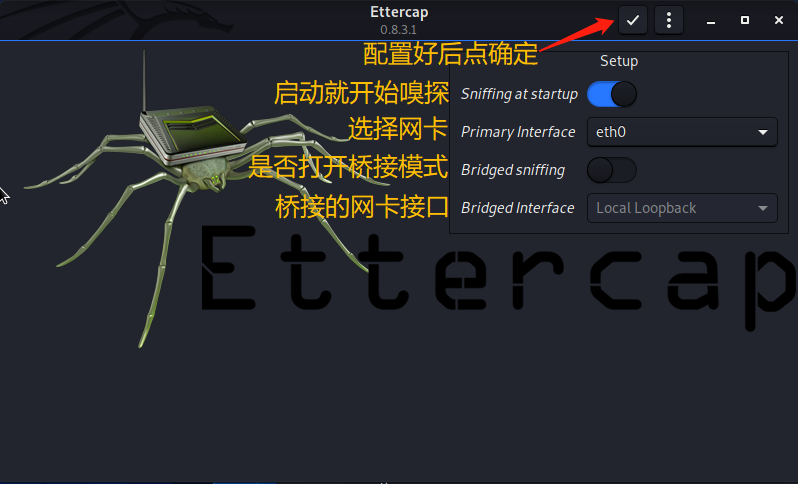 Ettercap
0.8.3.1
配置好后点确定
Setup
启动就开始嗅探 Sniffing at startup
选择网卡 Primary Interface eth0
是否打开桥接模式 Bridged sniffing
桥接的网卡接口 Bridged Interface Local Loopback
Ettercap